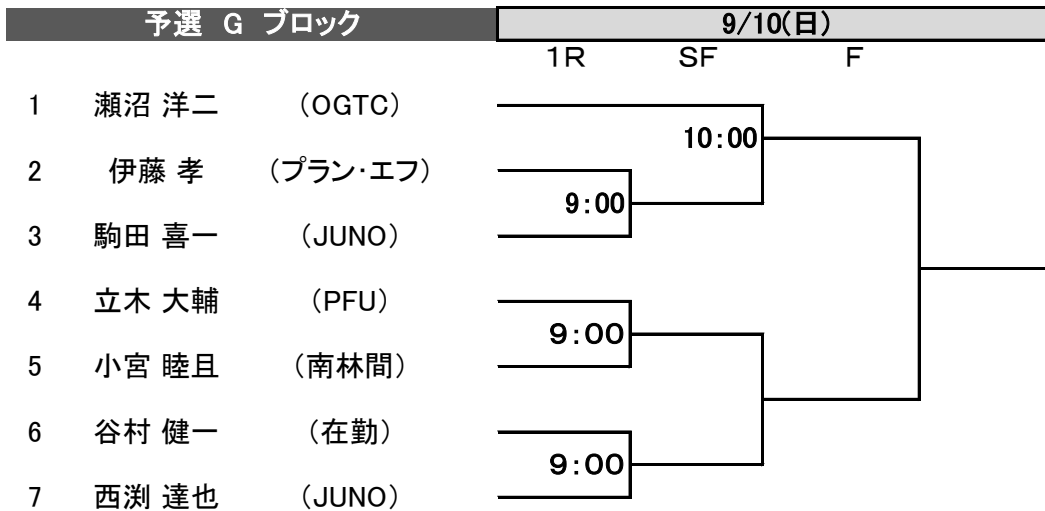 予選 G ブロック 9/10(日)
1R SF F
1 瀬沼 洋二 （OGTC）
10:00
2 伊藤 孝 （プラン・エフ）
9:00
3 駒田 喜一 （JUNO）
4 立木 大輔 （PFU）
9:00
5 小宮 睦且 （南林間）
6 谷村 健一 （在勤）
9:00
7 西渕 達也 （JUNO）